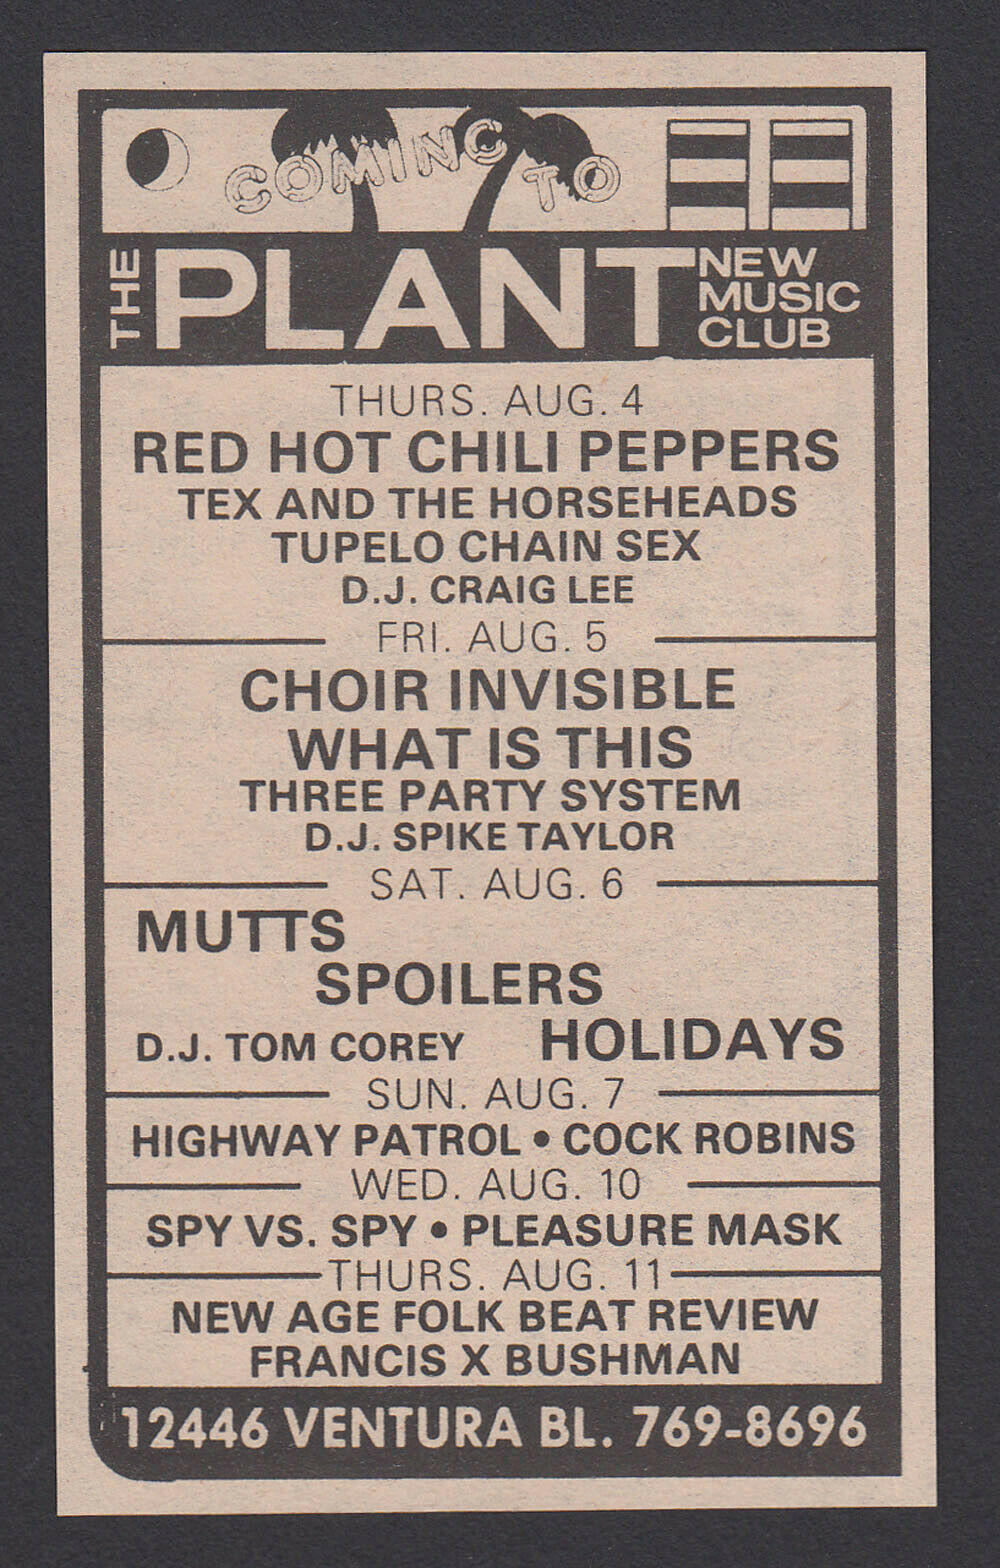 COMING TO
THE PLANT NEW MUSIC CLUB
THURS. AUG. 4
RED HOT CHILI PEPPERS
TEX AND THE HORSEHEADS
TUPELO CHAIN SEX
D.J. CRAIG LEE
FRI. AUG. 5
CHOIR INVISIBLE
WHAT IS THIS
THREE PARTY SYSTEM
D.J. SPIKE TAYLOR
SAT. AUG. 6
MUTTS
SPOILERS
D.J. TOM COREY HOLIDAYS
SUN. AUG. 7
HIGHWAY PATROL • COCK ROBINS
WED. AUG. 10
SPY VS. SPY • PLEASURE MASK
THURS. AUG. 11
NEW AGE FOLK BEAT REVIEW
FRANCIS X BUSHMAN
12446 VENTURA BL. 769-8696